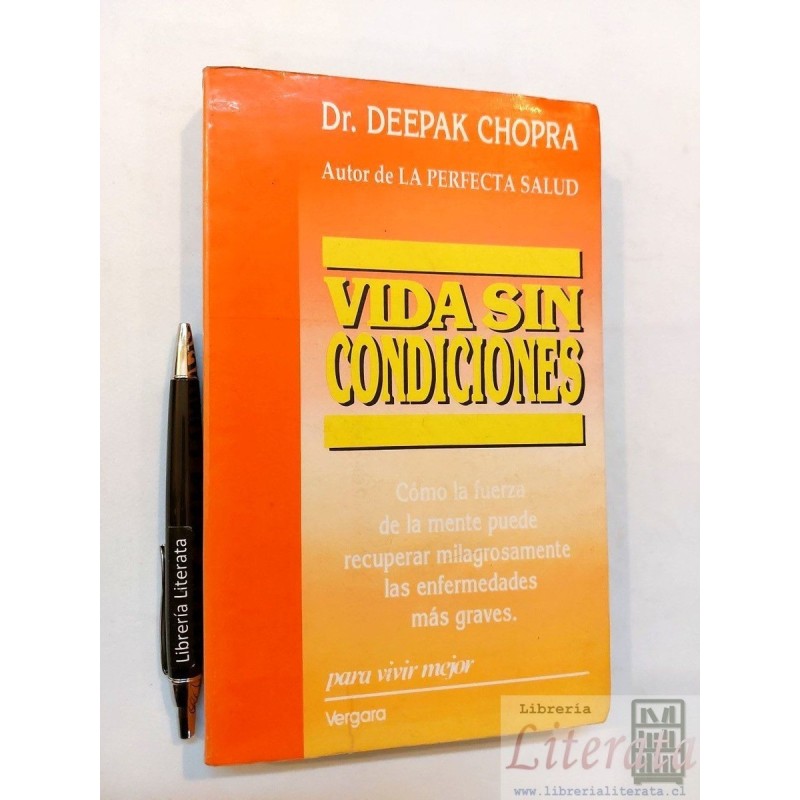 Dr. DEEPAK CHOPRA
Autor de LA PERFECTA SALUD
VIDA SIN
CONDICIONES
Cómo la fuerza
de la mente puede
recuperar milagrosamente
las enfermedades
más graves.
para vivir mejor
Vergara
Librería Literata
Librería
Literata
www.librerialiterata.cl